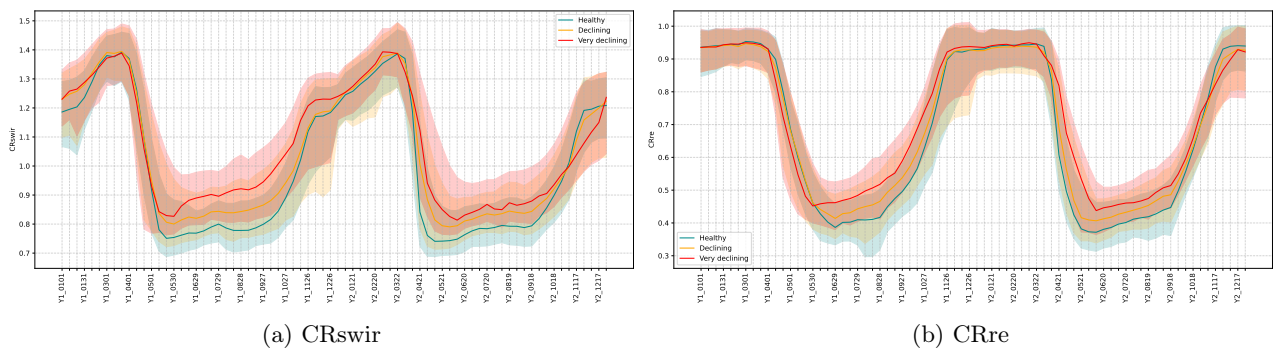 1.5
1.4
1.3
1.2
1.1
1.0
0.9
0.8
0.7
CRswir
Healthy
Declining
Very declining
Y1_0101
Y1_0131
Y1_0301
Y1_0401
Y1_0501
Y1_0530
Y1_0629
Y1_0729
Y1_0828
Y1_0927
Y1_1027
Y1_1126
Y1_1226
Y2_0121
Y2_0220
Y2_0322
Y2_0421
Y2_0521
Y2_0620
Y2_0720
Y2_0819
Y2_0918
Y2_1018
Y2_1117
Y2_1217
(a) CRswir
1.0
0.9
0.8
0.7
0.6
0.5
0.4
0.3
CRre
Healthy
Declining
Very declining
Y1_0101
Y1_0131
Y1_0301
Y1_0401
Y1_0501
Y1_0530
Y1_0629
Y1_0729
Y1_0828
Y1_0927
Y1_1027
Y1_1126
Y1_1226
Y2_0121
Y2_0220
Y2_0322
Y2_0421
Y2_0521
Y2_0620
Y2_0720
Y2_0819
Y2_0918
Y2_1018
Y2_1117
Y2_1217
(b) CRre